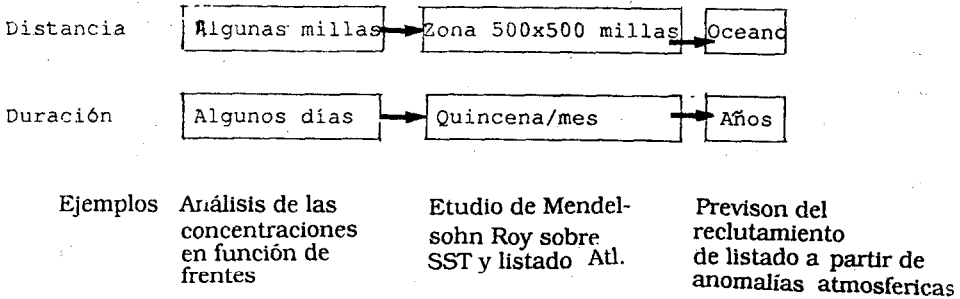 Distancia Algunas millas Zona 500x500 millas Oceano
Duración Algunos días Quincena/mes Años
Ejemplos Análisis de las concentraciones en función de frentes
Etudio de Mendel-
sohn Roy sobre
SST y listado Atl.
Previson del
reclutamiento
de listado a partir de
anomalías atmosfericas